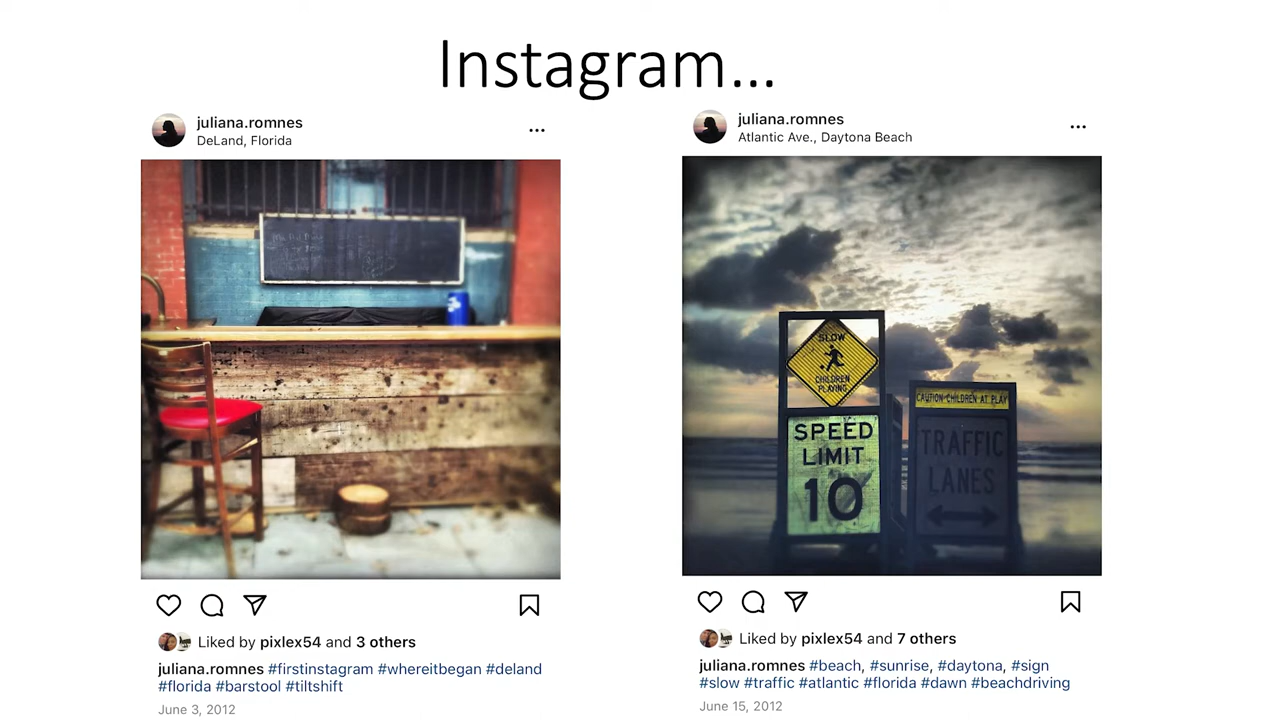 Instagram...
juliana.romnes
DeLand, Florida
Liked by pixlex54 and 3 others
juliana.romnes #firstinstagram #whereitbegan #deland
#florida #barstool #tiltshift
June 3, 2012
juliana.romnes
Atlantic Ave., Daytona Beach
SLOW
CHILDREN
PLAYING
SPEED
LIMIT
10
CAUTION CHILDREN AT PLAY
TRAFFIC
LANES
Liked by pixlex54 and 7 others
juliana.romnes #beach, #sunrise, #daytona, #sign
#slow #traffic #atlantic #florida #dawn #beachdriving
June 15, 2012